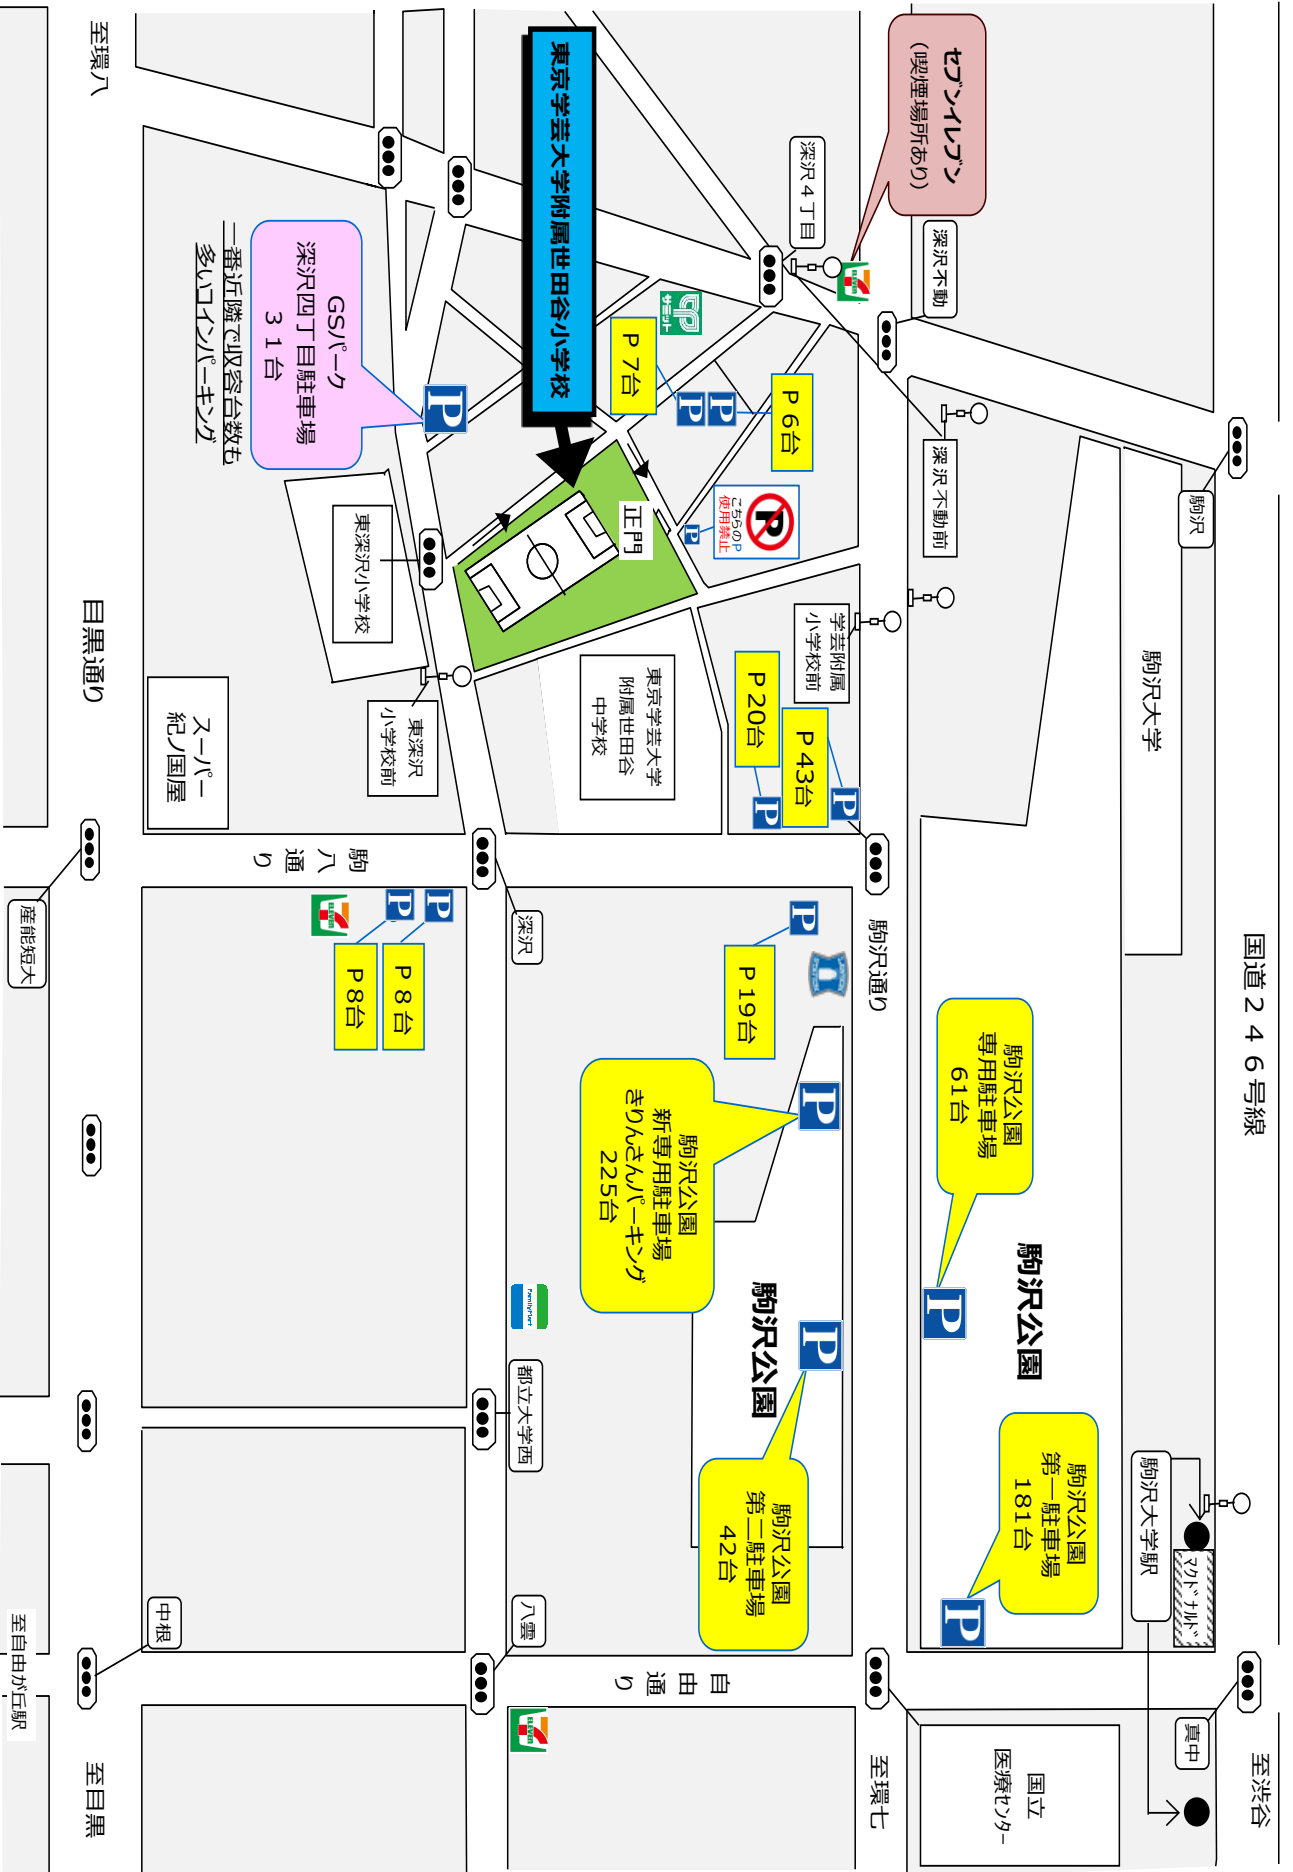 国道２４６号線
至渋谷
駒沢
真中
駒沢大学
駒沢大学駅
マクドナルド
駒沢公園
第一駐車場
181台
駒沢公園
駒沢公園
専用駐車場
61台
国立
医療センター
セブンイレブン
（喫煙場所あり）
深沢不動
深沢不動前
深沢４丁目
学芸附属
小学校前
駒沢通り
至環七
P 6台
P 7台
サミット
こちらのP
使用禁止
P 43台
P 20台
P 19台
駒沢公園
駒沢公園
新専用駐車場
きりんさんパーキング
225台
駒沢公園
第二駐車場
42台
東京学芸大学附属世田谷小学校
正門
東京学芸大学
附属世田谷
中学校
自由通り
深沢
FamilyMart
都立大学西
八雲
P
ELEVEN
GSパーク
深沢四丁目駐車場
３１台
一番近隣で収容台数も
多いコインパーキング
東深沢小学校
東深沢
小学校前
駒八通り
P 8台
P 8台
スーパー
紀ノ国屋
中根
至環八
目黒通り
至目黒
産能短大
至自由が丘駅